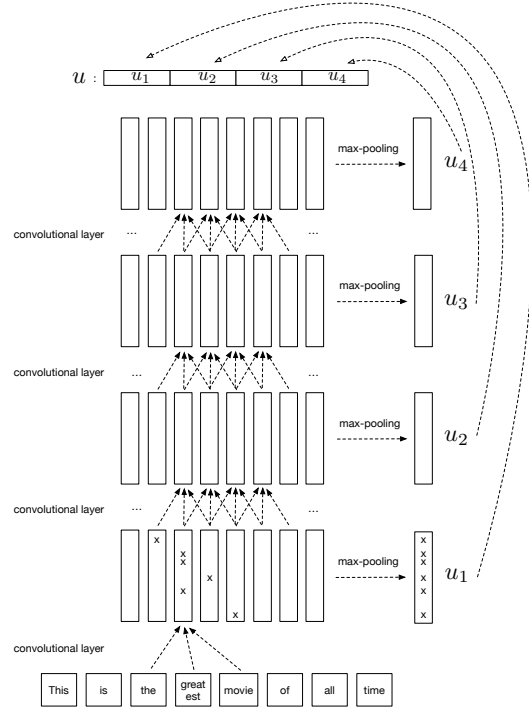 u : u1 u2 u3 u4
max-pooling u4
convolutional layer ... ...
max-pooling u3
convolutional layer ... ...
max-pooling u2
convolutional layer ... ...
x x
x x
x x
max-pooling u1
x x
x x
x x
convolutional layer
This is the great
est movie of all time